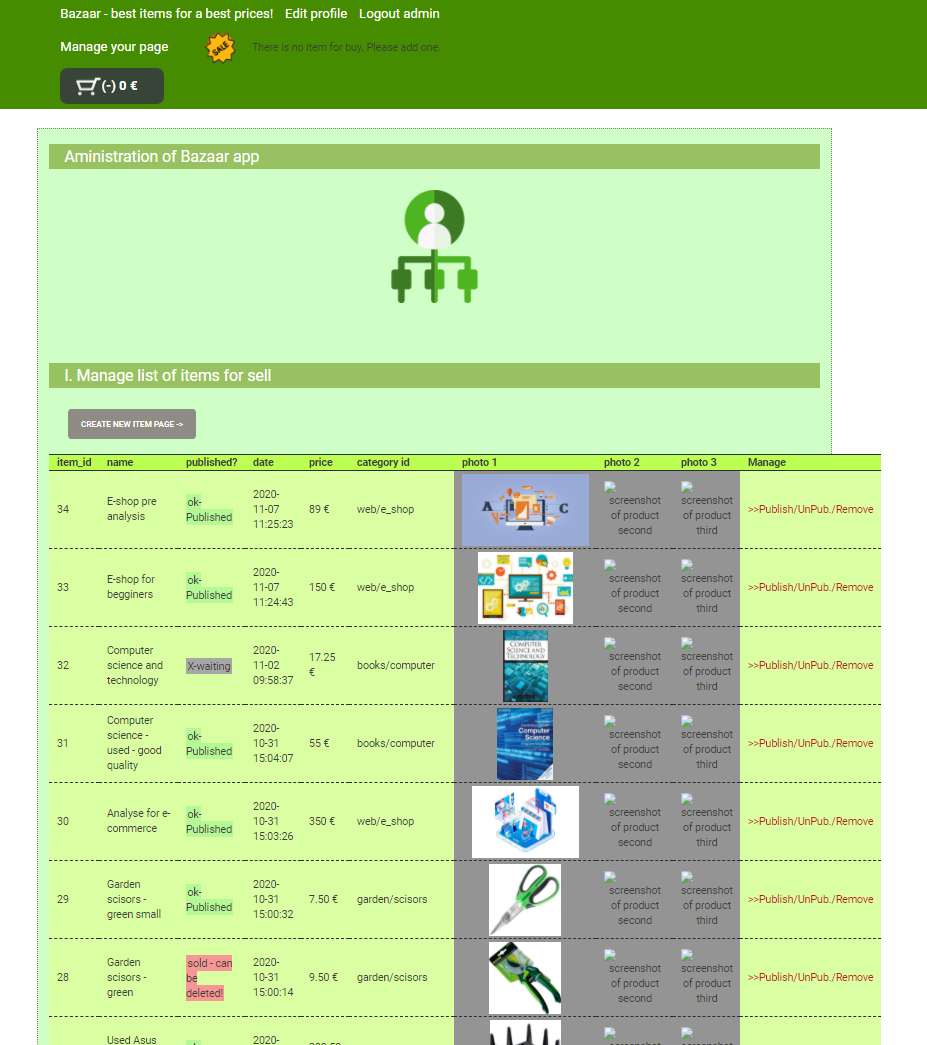 Bazaar - best items for a best prices! Edit profile Logout admin
Manage your page SALE There is no item for buy. Please add one.
(-) 0 €
Aministration of Bazaar app
I. Manage list of items for sell
CREATE NEW ITEM PAGE ->
item_id name published? date price category id photo 1 photo 2 photo 3 Manage
34 E-shop pre analysis ok-Published 2020-11-07 11:25:23 89 € web/e_shop A C screenshot of product second screenshot of product third >>Publish/UnPub./Remove
33 E-shop for begginers ok-Published 2020-11-07 11:24:43 150 € web/e_shop screenshot of product second screenshot of product third >>Publish/UnPub./Remove
32 Computer science and technology X-waiting 2020-11-02 09:58:37 17.25 € books/computer COMPUTER SCIENCE AND TECHNOLOGY screenshot of product second screenshot of product third >>Publish/UnPub./Remove
31 Computer science - used - good quality ok-Published 2020-10-31 15:04:07 55 € books/computer Computer Science screenshot of product second screenshot of product third >>Publish/UnPub./Remove
30 Analyse for e-commerce ok-Published 2020-10-31 15:03:26 350 € web/e_shop screenshot of product second screenshot of product third >>Publish/UnPub./Remove
29 Garden scisors - green small ok-Published 2020-10-31 15:00:32 7.50 € garden/scisors screenshot of product second screenshot of product third >>Publish/UnPub./Remove
28 Garden scisors - green sold - can be deleted! 2020-10-31 15:00:14 9.50 € garden/scisors screenshot of product second screenshot of product third >>Publish/UnPub./Remove
Used Asus 2020- screenshot screenshot